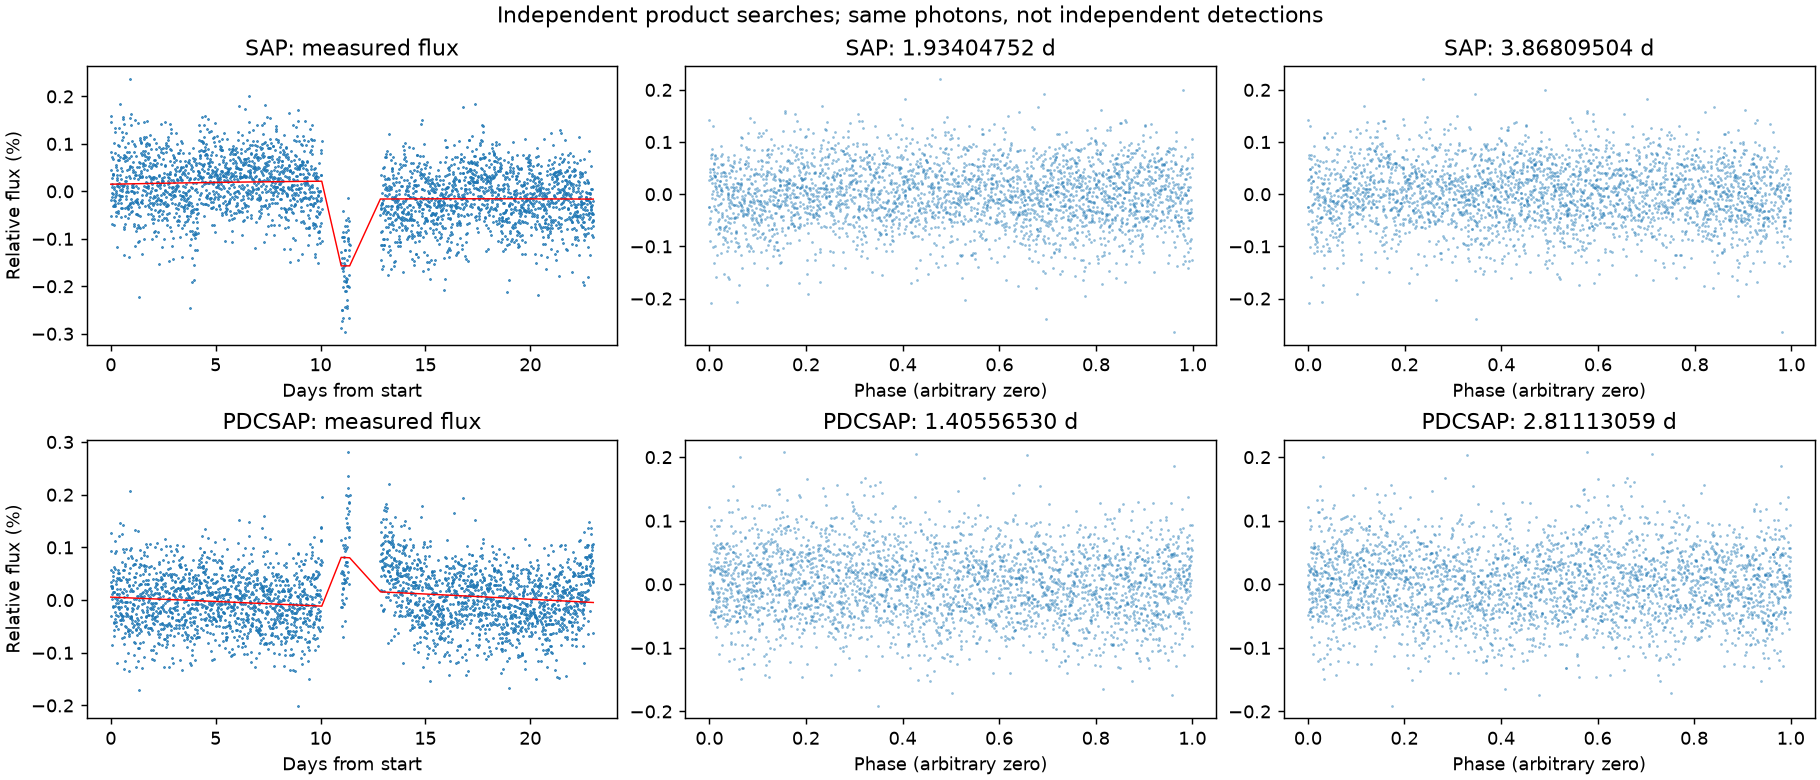 Independent product searches; same photons, not independent detections
SAP: measured flux
Relative flux (%)
0.2
0.1
0.0
−0.1
−0.2
−0.3
0 5 10 15 20
Days from start
SAP: 1.93404752 d
0.2
0.1
0.0
−0.1
−0.2
0.0 0.2 0.4 0.6 0.8 1.0
Phase (arbitrary zero)
SAP: 3.86809504 d
0.2
0.1
0.0
−0.1
−0.2
0.0 0.2 0.4 0.6 0.8 1.0
Phase (arbitrary zero)
PDCSAP: measured flux
Relative flux (%)
0.3
0.2
0.1
0.0
−0.1
−0.2
0 5 10 15 20
Days from start
PDCSAP: 1.40556530 d
0.2
0.1
0.0
−0.1
−0.2
0.0 0.2 0.4 0.6 0.8 1.0
Phase (arbitrary zero)
PDCSAP: 2.81113059 d
0.2
0.1
0.0
−0.1
−0.2
0.0 0.2 0.4 0.6 0.8 1.0
Phase (arbitrary zero)